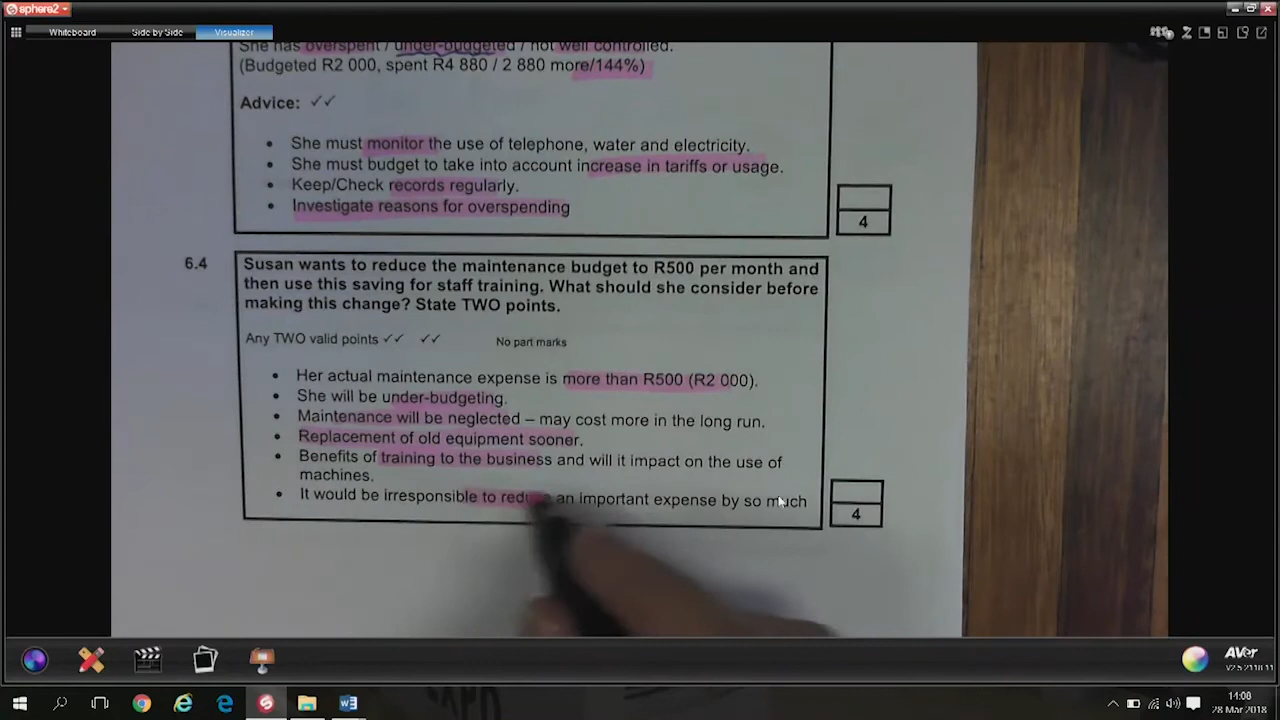 sphere2
Whiteboard Side by Side Visualizer
She has overspent / under-budgeted / not well controlled.
(Budgeted R2 000, spent R4 880 / 2 880 more/144%)
Advice: ✓✓
• She must monitor the use of telephone, water and electricity.
• She must budget to take into account increase in tariffs or usage.
• Keep/Check records regularly.
• Investigate reasons for overspending
4
6.4 Susan wants to reduce the maintenance budget to R500 per month and
then use this saving for staff training. What should she consider before
making this change? State TWO points.
Any TWO valid points ✓✓ ✓✓ No part marks
• Her actual maintenance expense is more than R500 (R2 000).
• She will be under-budgeting.
• Maintenance will be neglected – may cost more in the long run.
• Replacement of old equipment sooner.
• Benefits of training to the business and will it impact on the use of
machines.
• It would be irresponsible to reduce an important expense by so much
4
AVer
14:08
28 Mar 2018